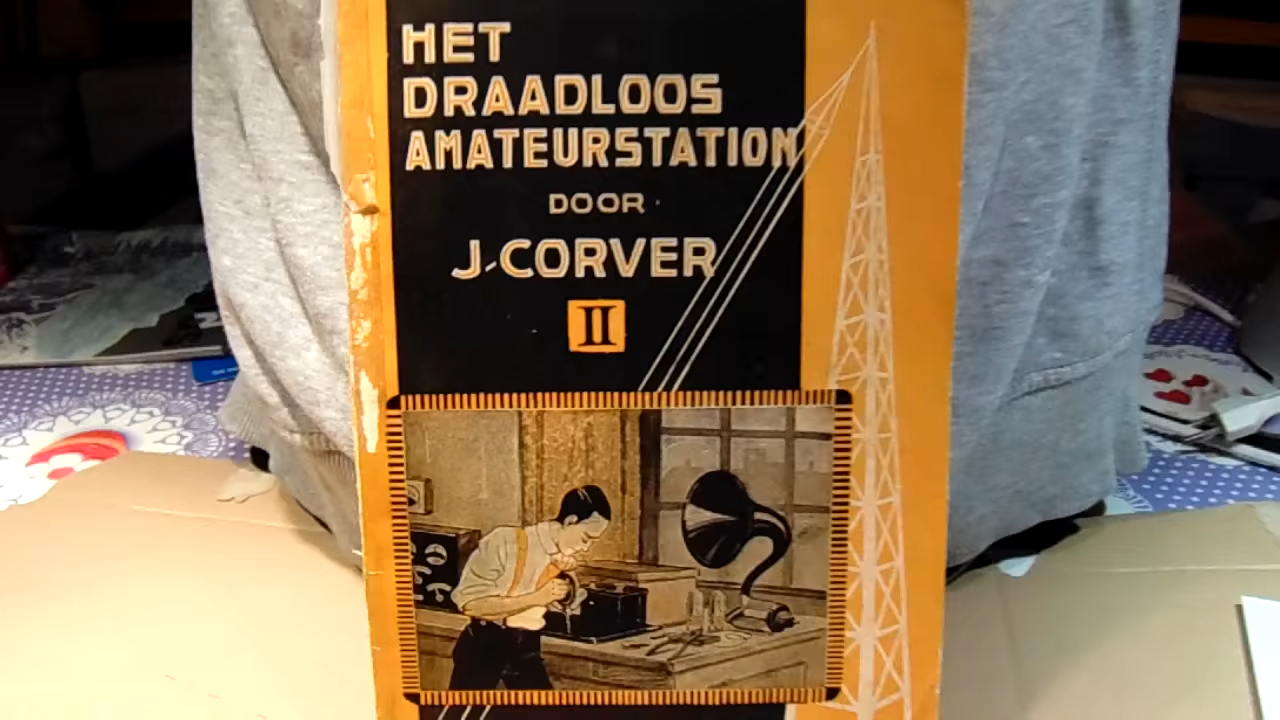 HET
DRAADLOOS
AMATEURSTATION
DOOR
J. CORVER
II